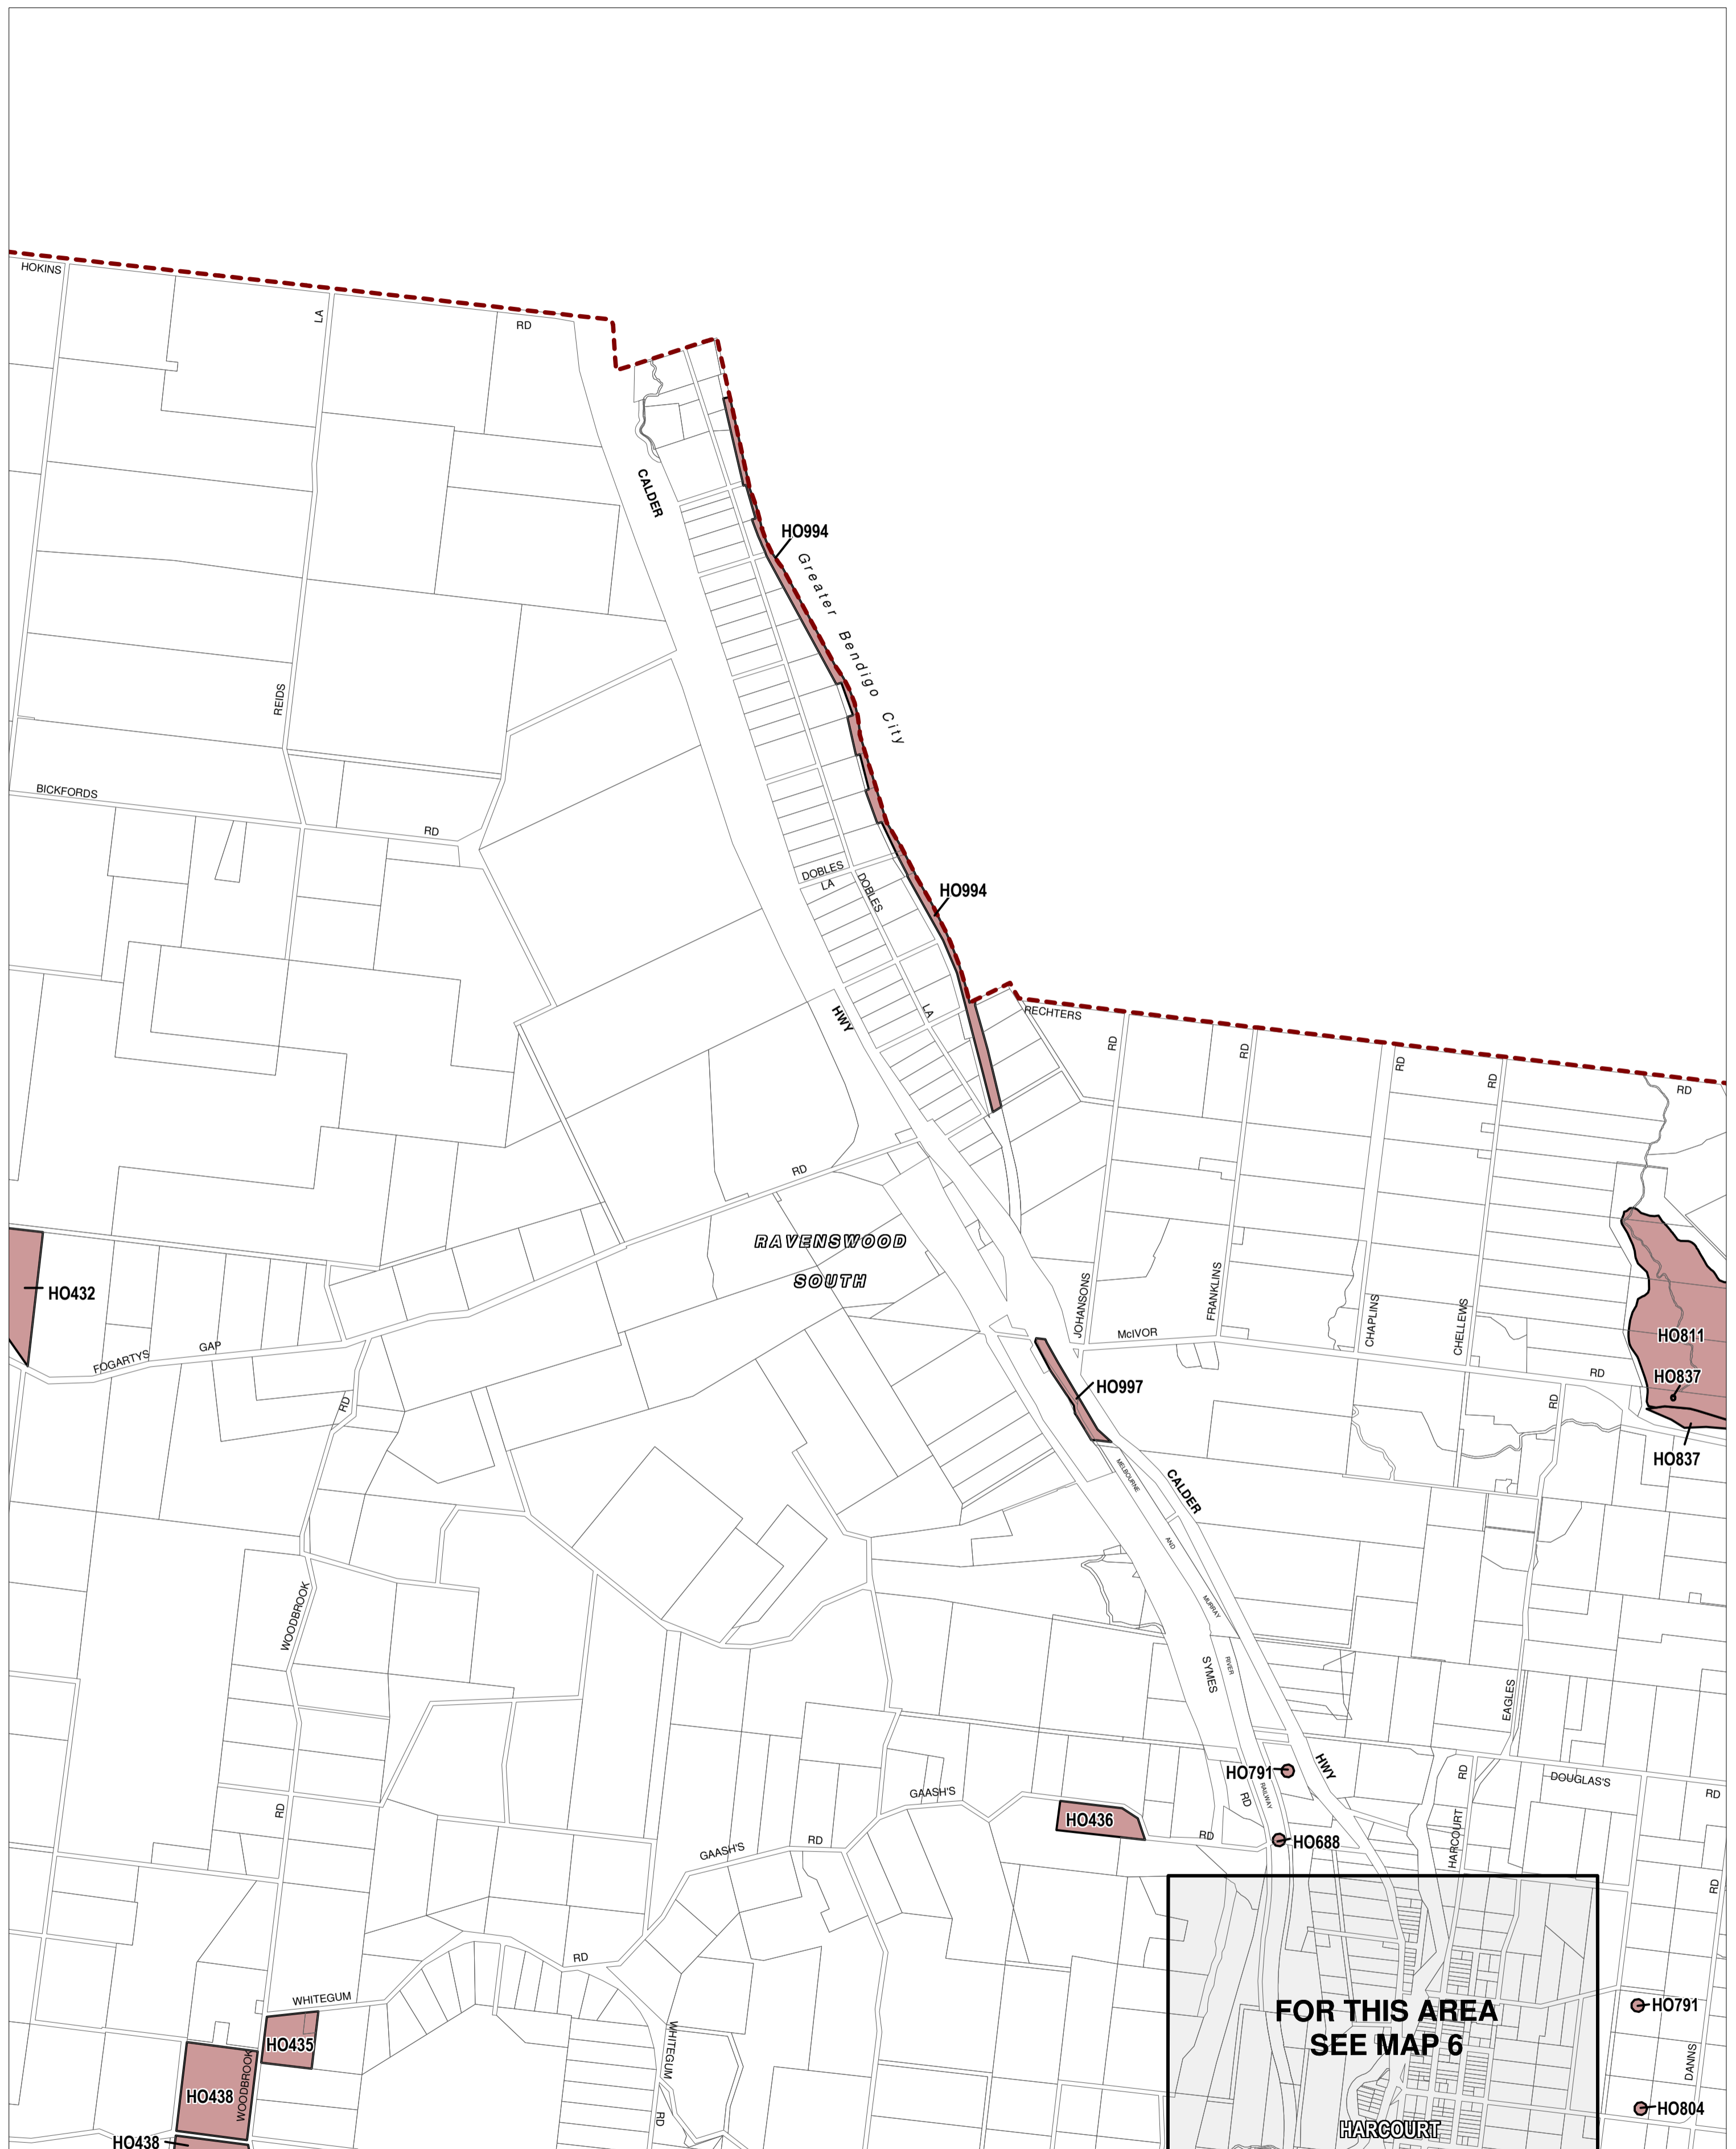 HOKINS
LA
RD
CALDER
HO994
Greater Bendigo City
REIDS
BICKFORDS
RD
DOBLES
LA
DOBLES
HO994
LA
HWY
RECHTERS
RD
RD
RD
RD
RD
RD
RAVENSWOOD
SOUTH
HO432
JOHANSONS
FRANKLINS
CHAPLINS
CHELLEWS
McIVOR
HO811
FOGARTYS
GAP
RD
HO837
HO997
RD
RD
HO837
MELBOURNE
CALDER
AND
WOODBROOK
MURRAY
SYMES
RIVER
EAGLES
HWY
HO791
RD
DOUGLAS'S
RD
GAASH'S
RD
RAILWAY
RD
HO436
HARCOURT
RD
HO688
GAASH'S
RD
RD
RD
WHITEGUM
FOR THIS AREA
SEE MAP 6
HO791
HO435
WHITEGUM
DANNS
HO438
WOODBROOK
HO804
RD
HARCOURT
HO438